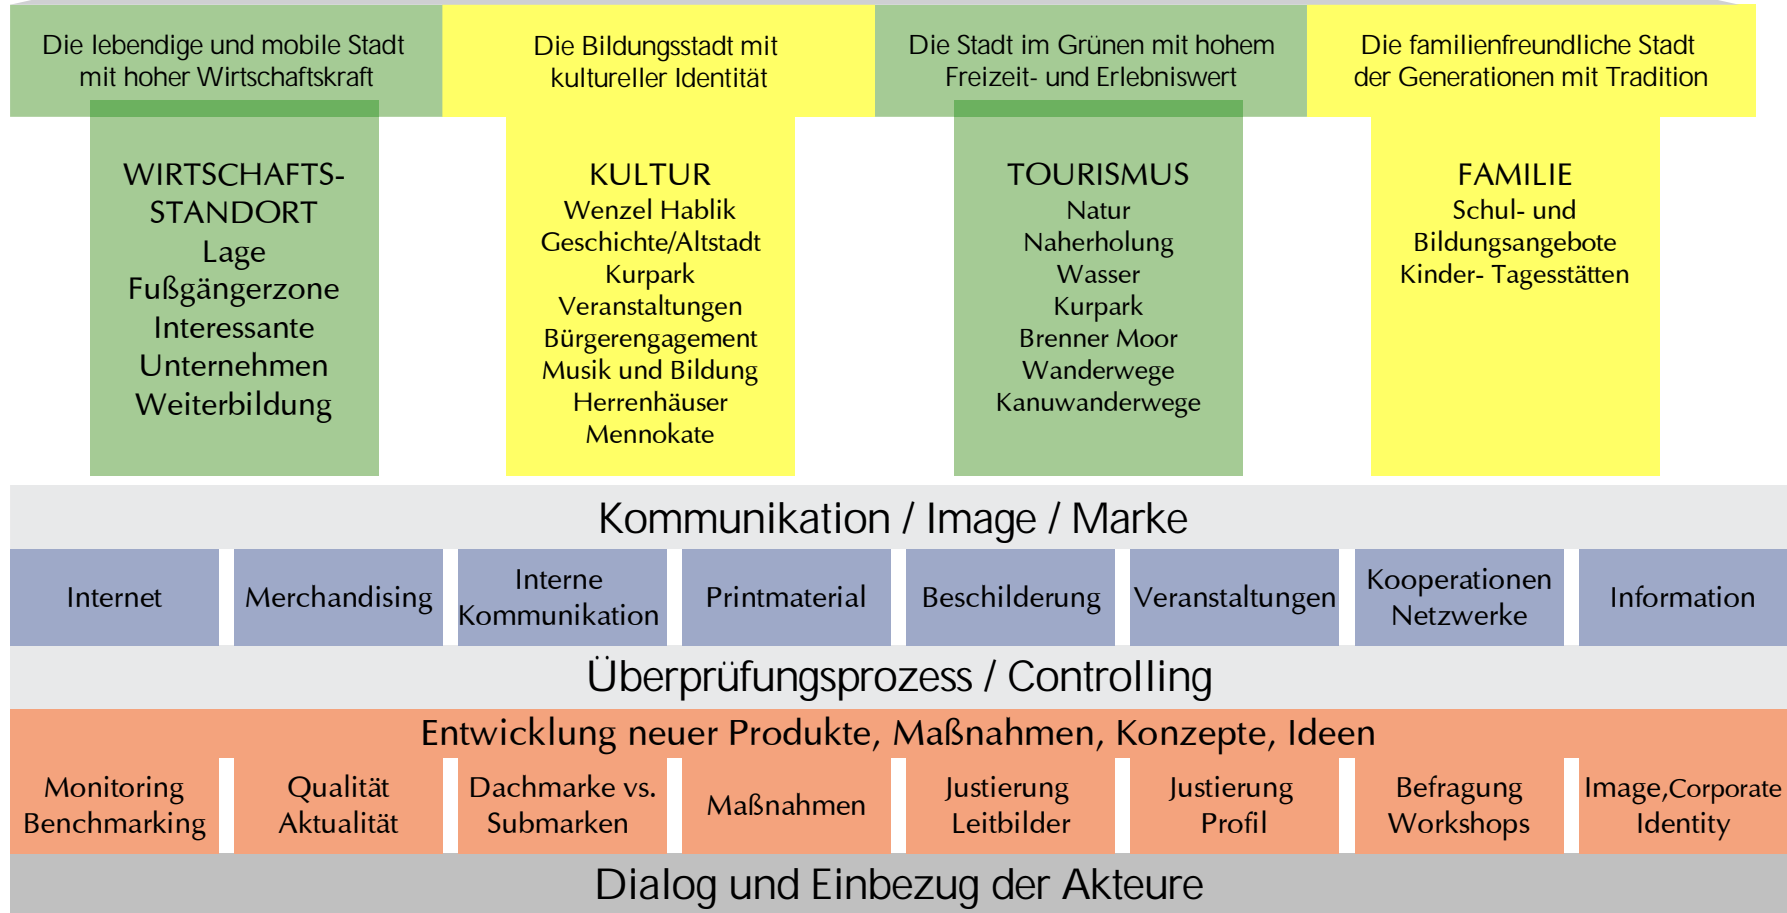 Die lebendige und mobile Stadt
mit hoher Wirtschaftskraft
Die Bildungsstadt mit
kultureller Identität
Die Stadt im Grünen mit hohem
Freizeit- und Erlebniswert
Die familienfreundliche Stadt
der Generationen mit Tradition
WIRTSCHAFTS-
STANDORT
Lage
Fußgängerzone
Interessante
Unternehmen
Weiterbildung
KULTUR
Wenzel Hablik
Geschichte/Altstadt
Kurpark
Veranstaltungen
Bürgerengagement
Musik und Bildung
Herrenhäuser
Mennokate
TOURISMUS
Natur
Naherholung
Wasser
Kurpark
Brenner Moor
Wanderwege
Kanuwanderwege
FAMILIE
Schul- und
Bildungsangebote
Kinder- Tagesstätten
Kommunikation / Image / Marke
Internet
Merchandising
Interne
Kommunikation
Printmaterial
Beschilderung
Veranstaltungen
Kooperationen
Netzwerke
Information
Überprüfungsprozess / Controlling
Entwicklung neuer Produkte, Maßnahmen, Konzepte, Ideen
Monitoring
Benchmarking
Qualität
Aktualität
Dachmarke vs.
Submarken
Maßnahmen
Justierung
Leitbilder
Justierung
Profil
Befragung
Workshops
Image,Corporate
Identity
Dialog und Einbezug der Akteure